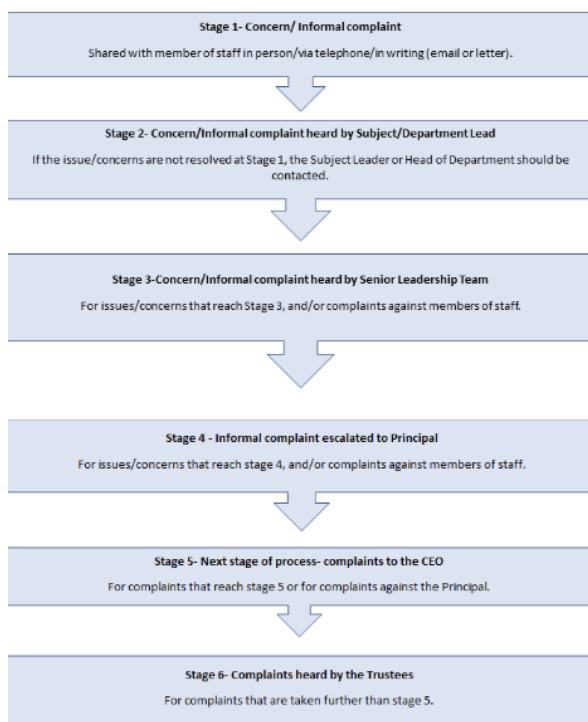 Stage 1- Concern/ Informal complaint
Shared with member of staff in person/via telephone/in writing (email or letter).
Stage 2- Concern/Informal complaint heard by Subject/Department Lead
If the issue/concerns are not resolved at Stage 1, the Subject Leader or Head of Department should be
contacted.
Stage 3-Concern/Informal complaint heard by Senior Leadership Team
For issues/concerns that reach Stage 3, and/or complaints against members of staff.
Stage 4 - Informal complaint escalated to Principal
For issues/concerns that reach stage 4, and/or complaints against members of staff.
Stage 5- Next stage of process- complaints to the CEO
For complaints that reach stage 5 or for complaints against the Principal.
Stage 6- Complaints heard by the Trustees
For complaints that are taken further than stage 5.